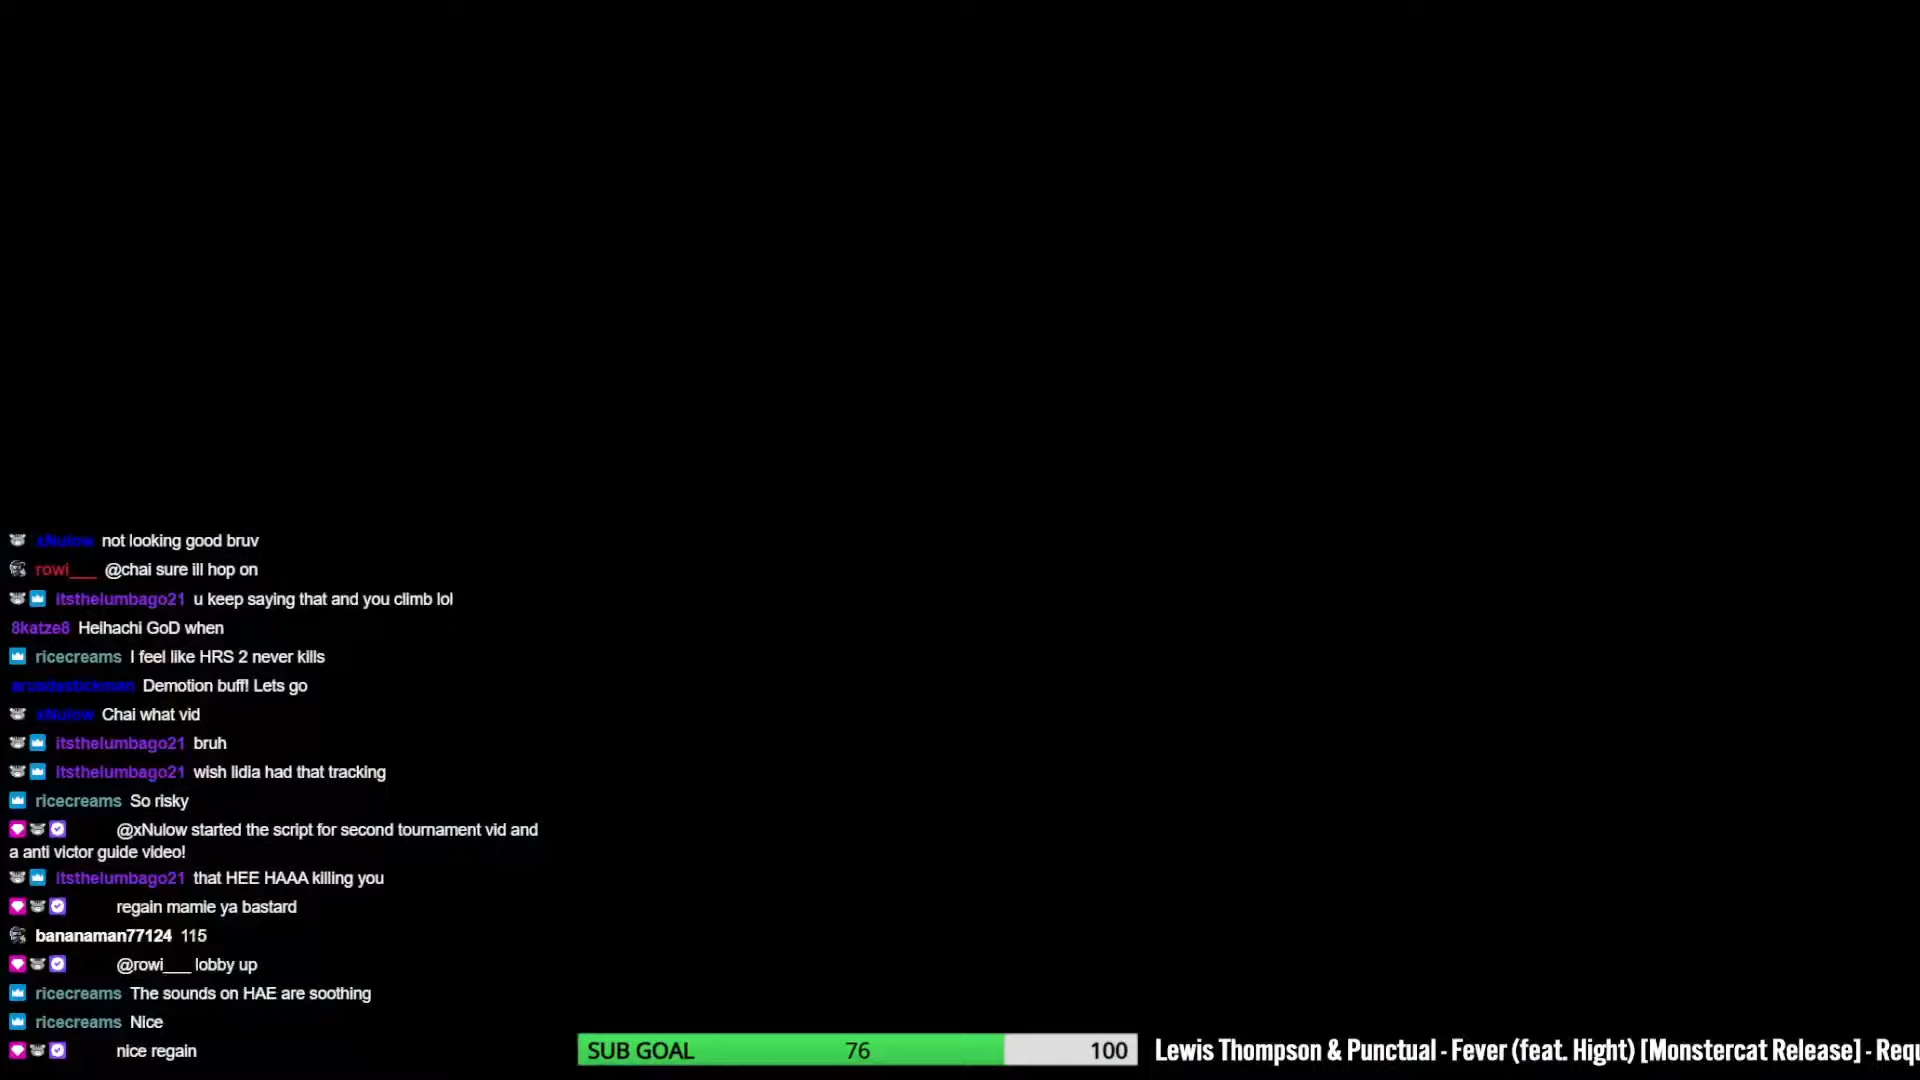 xNulow not looking good bruv
rowi___ @chai sure ill hop on
itsthelumbago21 u keep saying that and you climb lol
8katze8 Heihachi GoD when
ricecreams I feel like HRS 2 never kills
arcadestickman Demotion buff! Lets go
xNulow Chai what vid
itsthelumbago21 bruh
itsthelumbago21 wish lidia had that tracking
ricecreams So risky
@xNulow started the script for second tournament vid and
a anti victor guide video!
itsthelumbago21 that HEE HAAA killing you
regain mamie ya bastard
bananaman77124 115
@rowi___ lobby up
ricecreams The sounds on HAE are soothing
ricecreams Nice
nice regain
SUB GOAL 76 100
Lewis Thompson & Punctual - Fever (feat. Hight) [Monstercat Release] - Requ